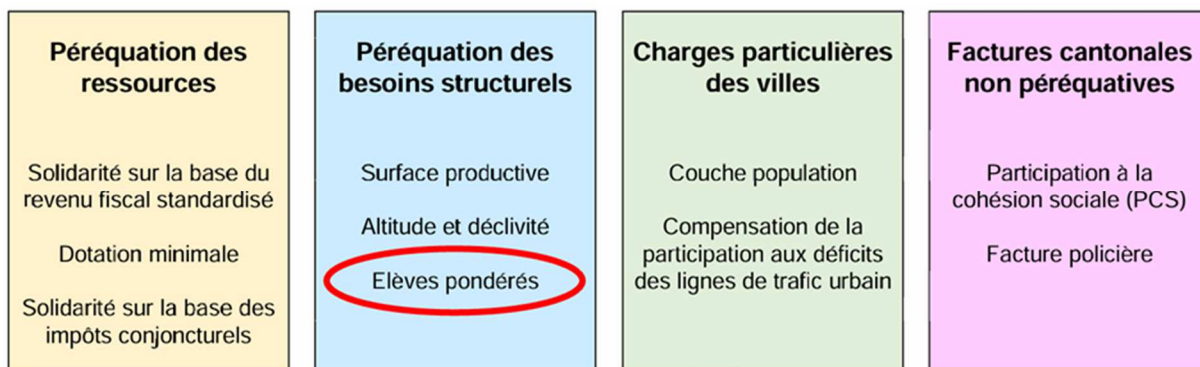 Péréquation des
ressources
Solidarité sur la base du
revenu fiscal standardisé
Dotation minimale
Solidarité sur la base des
impôts conjoncturels
Péréquation des
besoins structurels
Surface productive
Altitude et déclivité
Elèves pondérés
Charges particulières
des villes
Couche population
Compensation de la
participation aux déficits
des lignes de trafic urbain
Factures cantonales
non péréquatives
Participation à la
cohésion sociale (PCS)
Facture policière